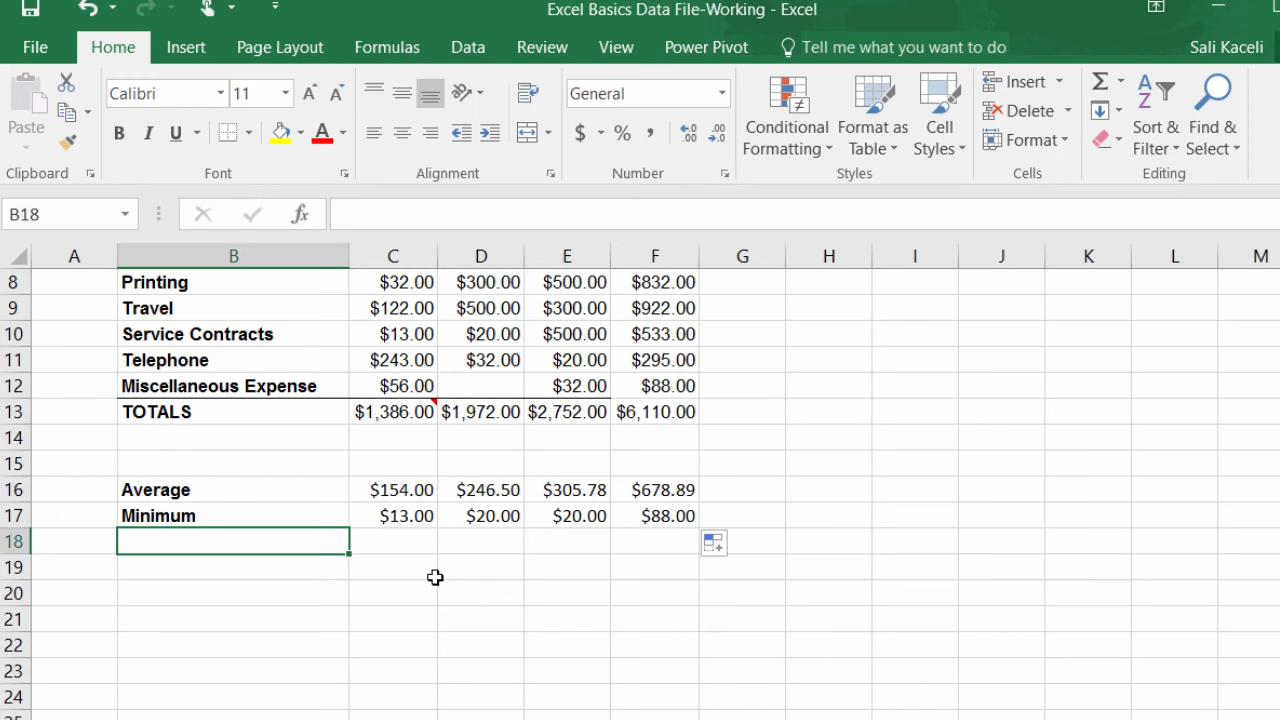 Excel Basics Data File-Working - Excel
File Home Insert Page Layout Formulas Data Review View Power Pivot Tell me what you want to do Sali Kaceli
Paste
Calibri 11 A A
B I U A
General
$ % , .0 .00 .00 .0
Conditional Formatting
Format as Table
Cell Styles
Insert
Delete
Format
Σ
A Z
Sort & Filter
Find & Select
Clipboard Font Alignment Number Styles Cells Editing
B18 fx
A B C D E F G H I J K L M
8 Printing $32.00 $300.00 $500.00 $832.00
9 Travel $122.00 $500.00 $300.00 $922.00
10 Service Contracts $13.00 $20.00 $500.00 $533.00
11 Telephone $243.00 $32.00 $20.00 $295.00
12 Miscellaneous Expense $56.00 $32.00 $88.00
13 TOTALS $1,386.00 $1,972.00 $2,752.00 $6,110.00
14
15
16 Average $154.00 $246.50 $305.78 $678.89
17 Minimum $13.00 $20.00 $20.00 $88.00
18
19
20
21
22
23
24